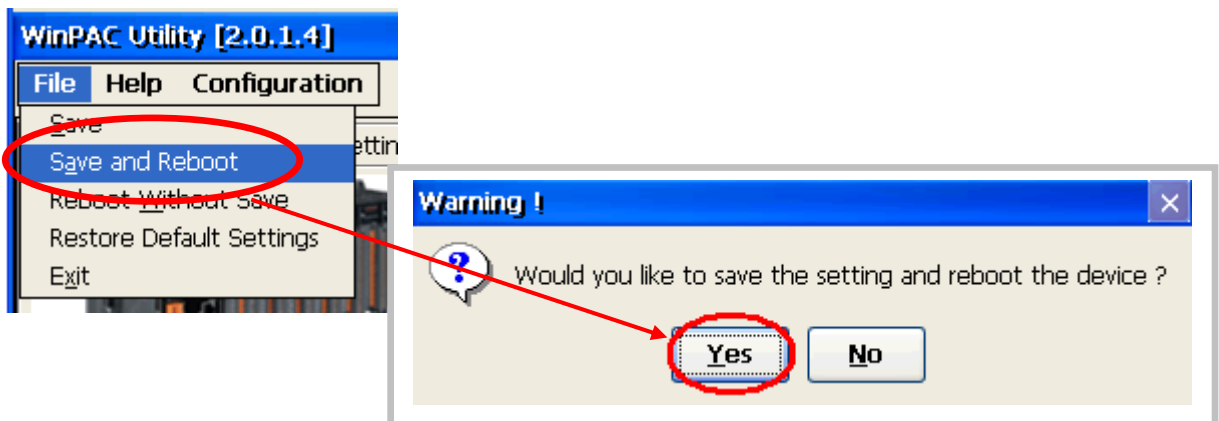 WinPAC Utility [2.0.1.4]
File Help Configuration
Save
Save and Reboot
Reboot Without Save
Restore Default Settings
Exit
Warning !
Would you like to save the setting and reboot the device ?
Yes No